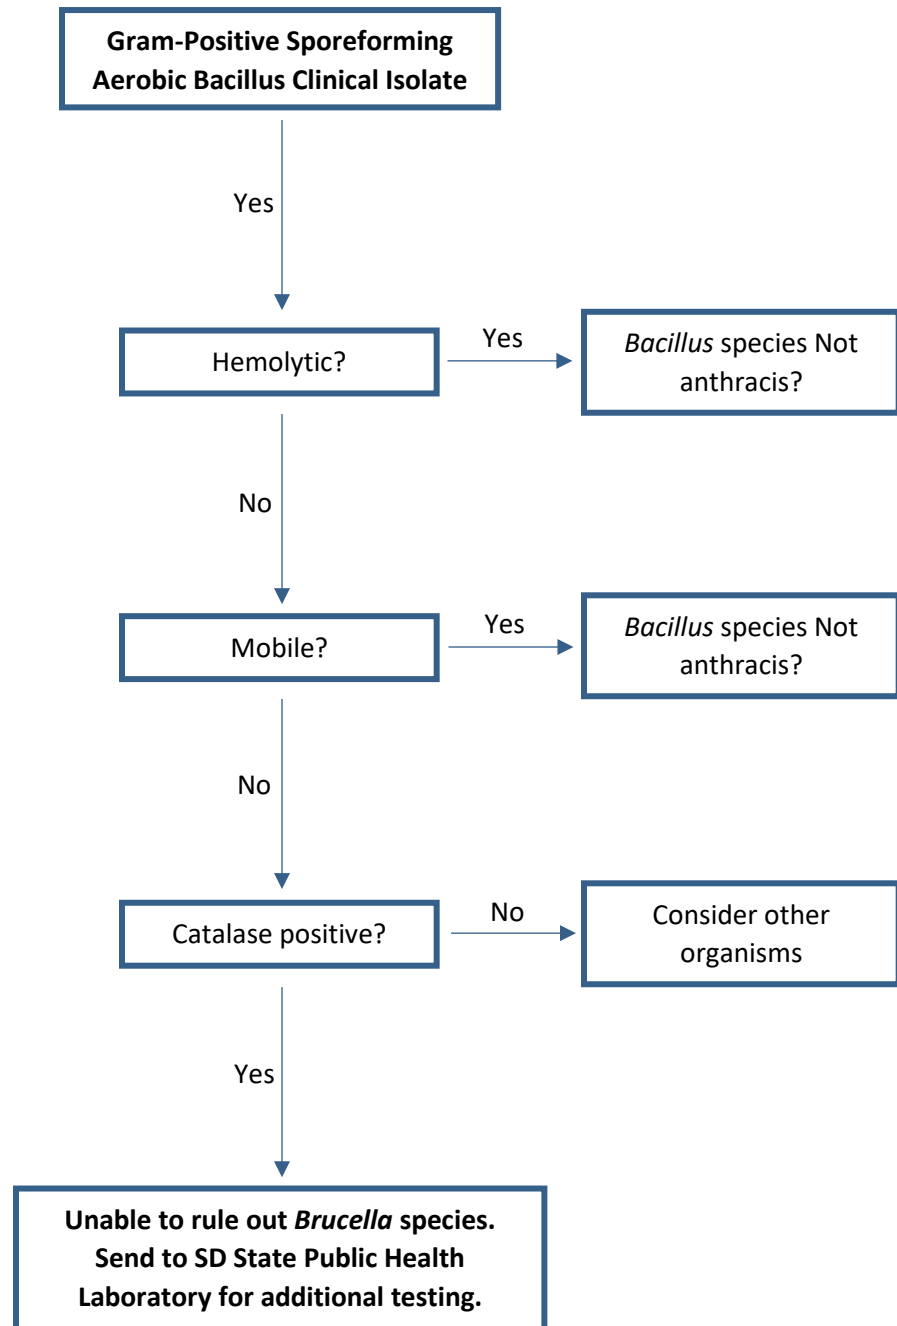 Gram-Positive Sporeforming
Aerobic Bacillus Clinical Isolate
Yes
Hemolytic?
Yes
Bacillus species Not
anthracis?
No
Mobile?
Yes
Bacillus species Not
anthracis?
No
Catalase positive?
No
Consider other
organisms
Yes
Unable to rule out Brucella species.
Send to SD State Public Health
Laboratory for additional testing.